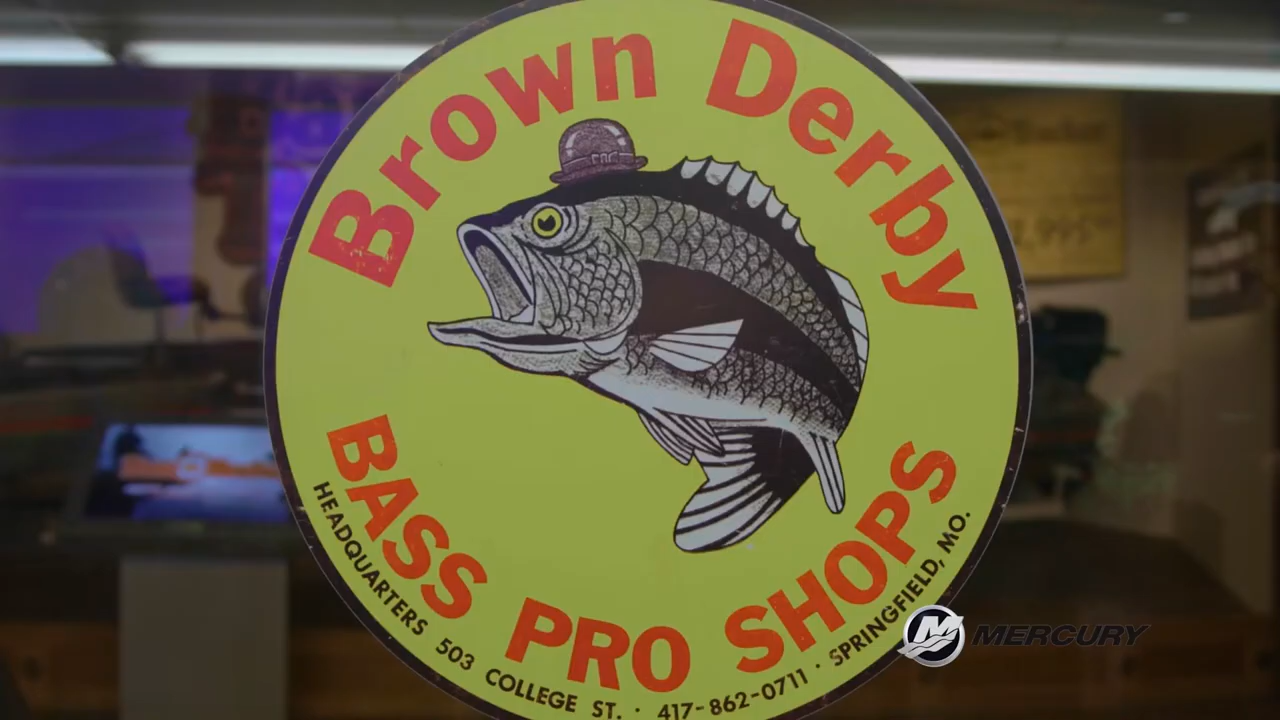 Brown Derby
BASS PRO SHOPS
HEADQUARTERS 503 COLLEGE ST. · 417-862-0711 · SPRINGFIELD, MO.
MERCURY